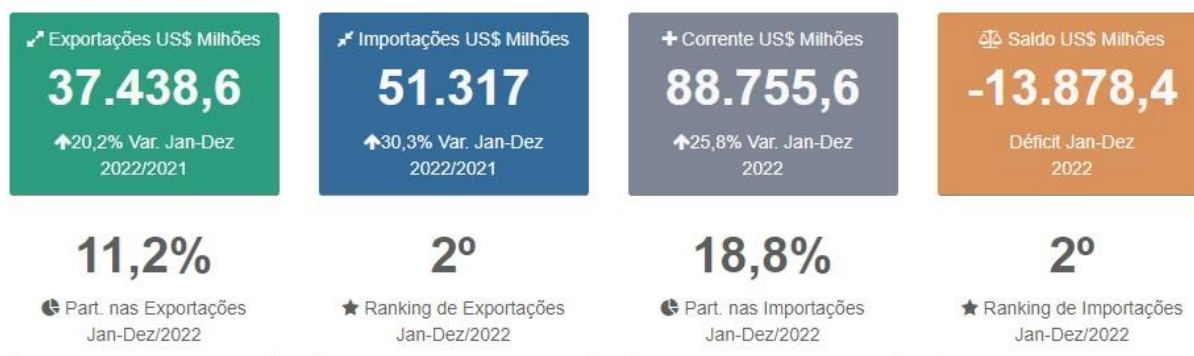 Exportações US$ Milhões
37.438,6
20,2% Var. Jan-Dez
2022/2021
Importações US$ Milhões
51.317
30,3% Var. Jan-Dez
2022/2021
Corrente US$ Milhões
88.755,6
25,8% Var. Jan-Dez
2022
Saldo US$ Milhões
-13.878,4
Déficit Jan-Dez
2022
11,2%
Part. nas Exportações
Jan-Dez/2022
2º
Ranking de Exportações
Jan-Dez/2022
18,8%
Part. nas Importações
Jan-Dez/2022
2º
Ranking de Importações
Jan-Dez/2022